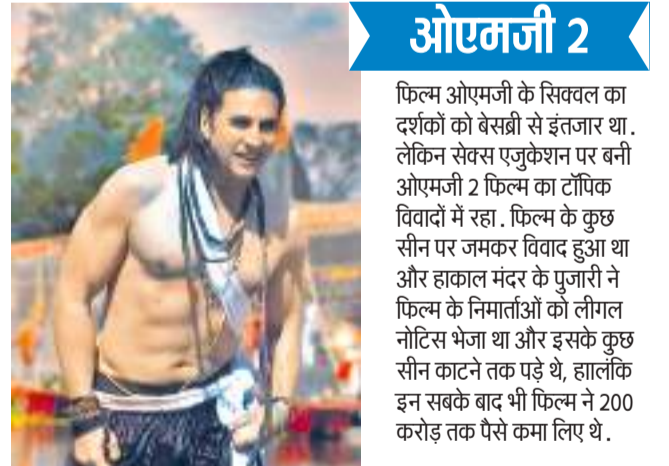 ओएमजी 2
फिल्म ओएमजी के सिक्वल का
दर्शकों को बेसब्री से इंतजार था.
लेकिन सेक्स एजुकेशन पर बनी
ओएमजी 2 फिल्म का टॉपिक
विवादों में रहा. फिल्म के कुछ
सीन पर जमकर विवाद हुआ था
और हाकाल मंदर के पुजारी ने
फिल्म के निमार्ताओं को लीगल
नोटिस भेजा था और इसके कुछ
सीन काटने तक पड़े थे, हाालंकि
इन सबके बाद भी फिल्म ने 200
करोड़ तक पैसे कमा लिए थे.